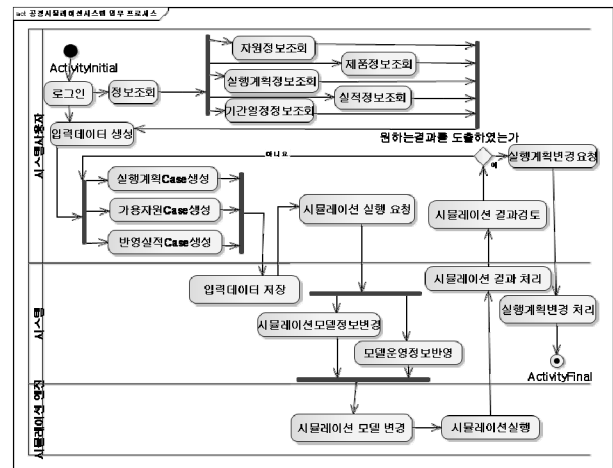 act 공정시뮬레이션시스템 업무 프로세스
ActivityInitial
로그인
정보조회
자원정보조회
제품정보조회
실행계획정보조회
실적정보조회
기간일정정보조회
시스템사용자
입력데이터 생성
원하는결과를 도출하였는가
아니요
예
실행계획변경요청
실행계획Case생성
가용자원Case생성
반영실적Case생성
시뮬레이션 실행 요청
시뮬레이션 결과검토
시스템
입력데이터 저장
시뮬레이션 결과 처리
시뮬레이션모델정보변경
실행계획변경 처리
모델운영정보반영
ActivityFinal
시뮬레이션 엔진
시뮬레이션 모델 변경
시뮬레이션실행